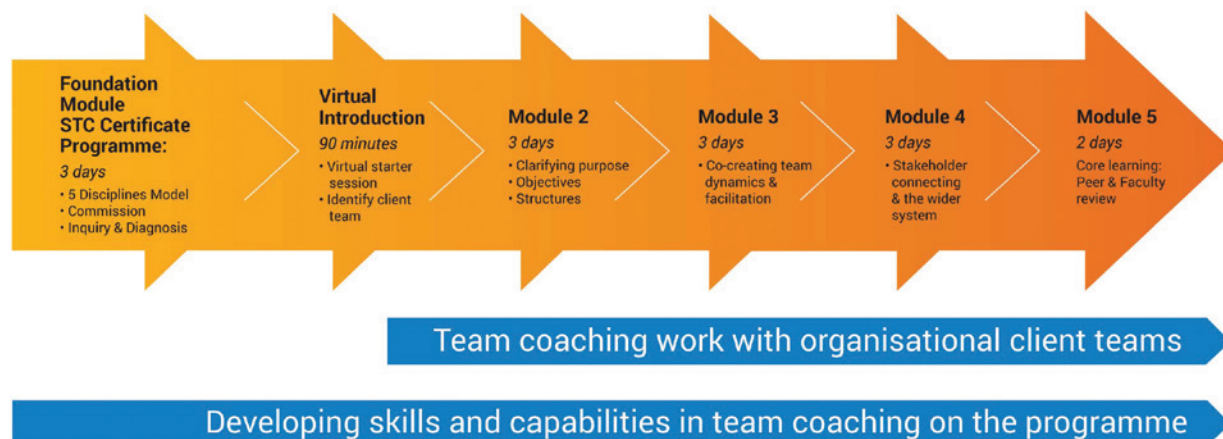 Foundation
Module
STC Certificate
Programme:
3 days
• 5 Disciplines Model
• Commission
• Inquiry & Diagnosis
Virtual
Introduction
90 minutes
• Virtual starter
session
• Identify client
team
Module 2
3 days
• Clarifying purpose
• Objectives
• Structures
Module 3
3 days
• Co-creating team
dynamics &
facilitation
Module 4
3 days
• Stakeholder
connecting
& the wider
system
Module 5
2 days
Core learning:
Peer & Faculty
review
Team coaching work with organisational client teams
Developing skills and capabilities in team coaching on the programme